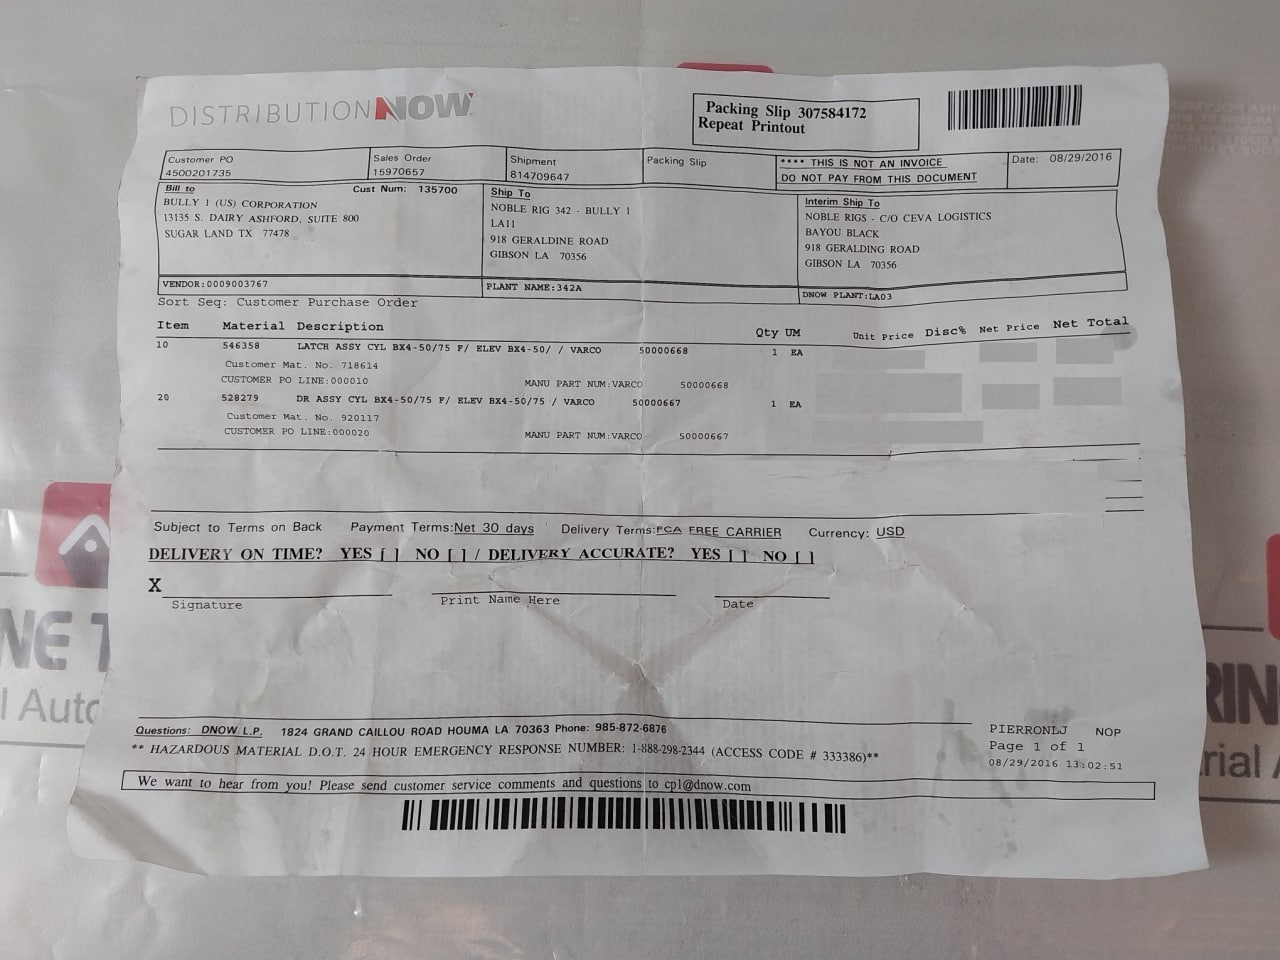 DISTRIBUTIONNOW
Packing Slip 307584172
Repeat Printout
Customer PO
4500201735
Sales Order
15970657
Shipment
814709647
Packing Slip
**** THIS IS NOT AN INVOICE
DO NOT PAY FROM THIS DOCUMENT
Date: 08/29/2016
Bill to Cust Num: 135700
BULLY 1 (US) CORPORATION
13135 S. DAIRY ASHFORD, SUITE 800
SUGAR LAND TX 77478
Ship To
NOBLE RIG 342 - BULLY 1
LA11
918 GERALDINE ROAD
GIBSON LA 70356
Interim Ship To
NOBLE RIGS - C/O CEVA LOGISTICS
BAYOU BLACK
918 GERALDING ROAD
GIBSON LA 70356
VENDOR:0009003767
PLANT NAME:342A
DNOW PLANT:LA03
Sort Seq: Customer Purchase Order
Item Material Description Qty UM Unit Price Disc% Net Price Net Total
10 546358 LATCH ASSY CYL BX4-50/75 F/ ELEV BX4-50/ / VARCO 50000668 1 EA
Customer Mat. No. 718614
CUSTOMER PO LINE:000010 MANU PART NUM:VARCO 50000668
20 528279 DR ASSY CYL BX4-50/75 F/ ELEV BX4-50/75 / VARCO 50000667 1 EA
Customer Mat. No. 920117
CUSTOMER PO LINE:000020 MANU PART NUM:VARCO 50000667
Subject to Terms on Back Payment Terms:Net 30 days Delivery Terms:FCA FREE CARRIER Currency: USD
DELIVERY ON TIME? YES [ ] NO [ ] / DELIVERY ACCURATE? YES [ ] NO [ ]
X
Signature Print Name Here Date
Questions: DNOW L.P. 1824 GRAND CAILLOU ROAD HOUMA LA 70363 Phone: 985-872-6876
** HAZARDOUS MATERIAL D.O.T. 24 HOUR EMERGENCY RESPONSE NUMBER: 1-888-298-2344 (ACCESS CODE # 333386)**
PIERRONLJ NOP
Page 1 of 1
08/29/2016 13:02:51
We want to hear from you! Please send customer service comments and questions to cp1@dnow.com
NE T
l Auto
RIN
rial A